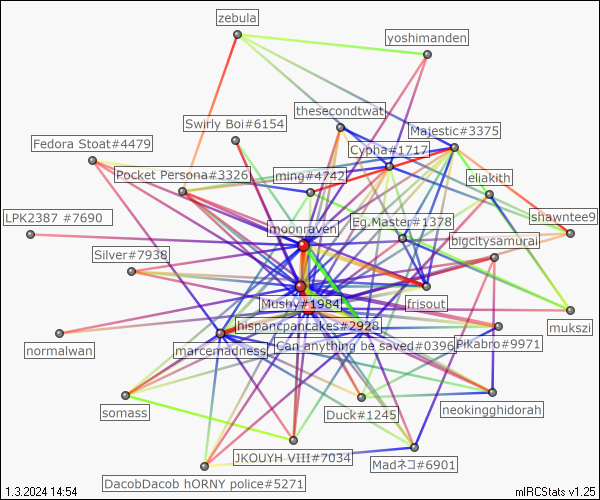 zebula
yoshimanden
thesecondtwat
Swirly Boi#6154
Majestic#3375
Fedora Stoat#4479
Cypha#1717
Pocket Persona#3326
ming#4742
eliakith
LPK2387 #7690
Eg.Master#1378
shawntee9
moonraven
bigcitysamurai
Silver#7938
Mushy#1984
frisout
mukszi
hispancpancakes#2928
normalwan
marcemadness
Can anything be saved#0396
Pikabro#9971
somass
Duck#1245
neokingghidorah
JKOUYH VIII#7034
Madネコ#6901
DacobDacob hORNY police#5271
1.3.2024 14:54
mIRCStats v1.25